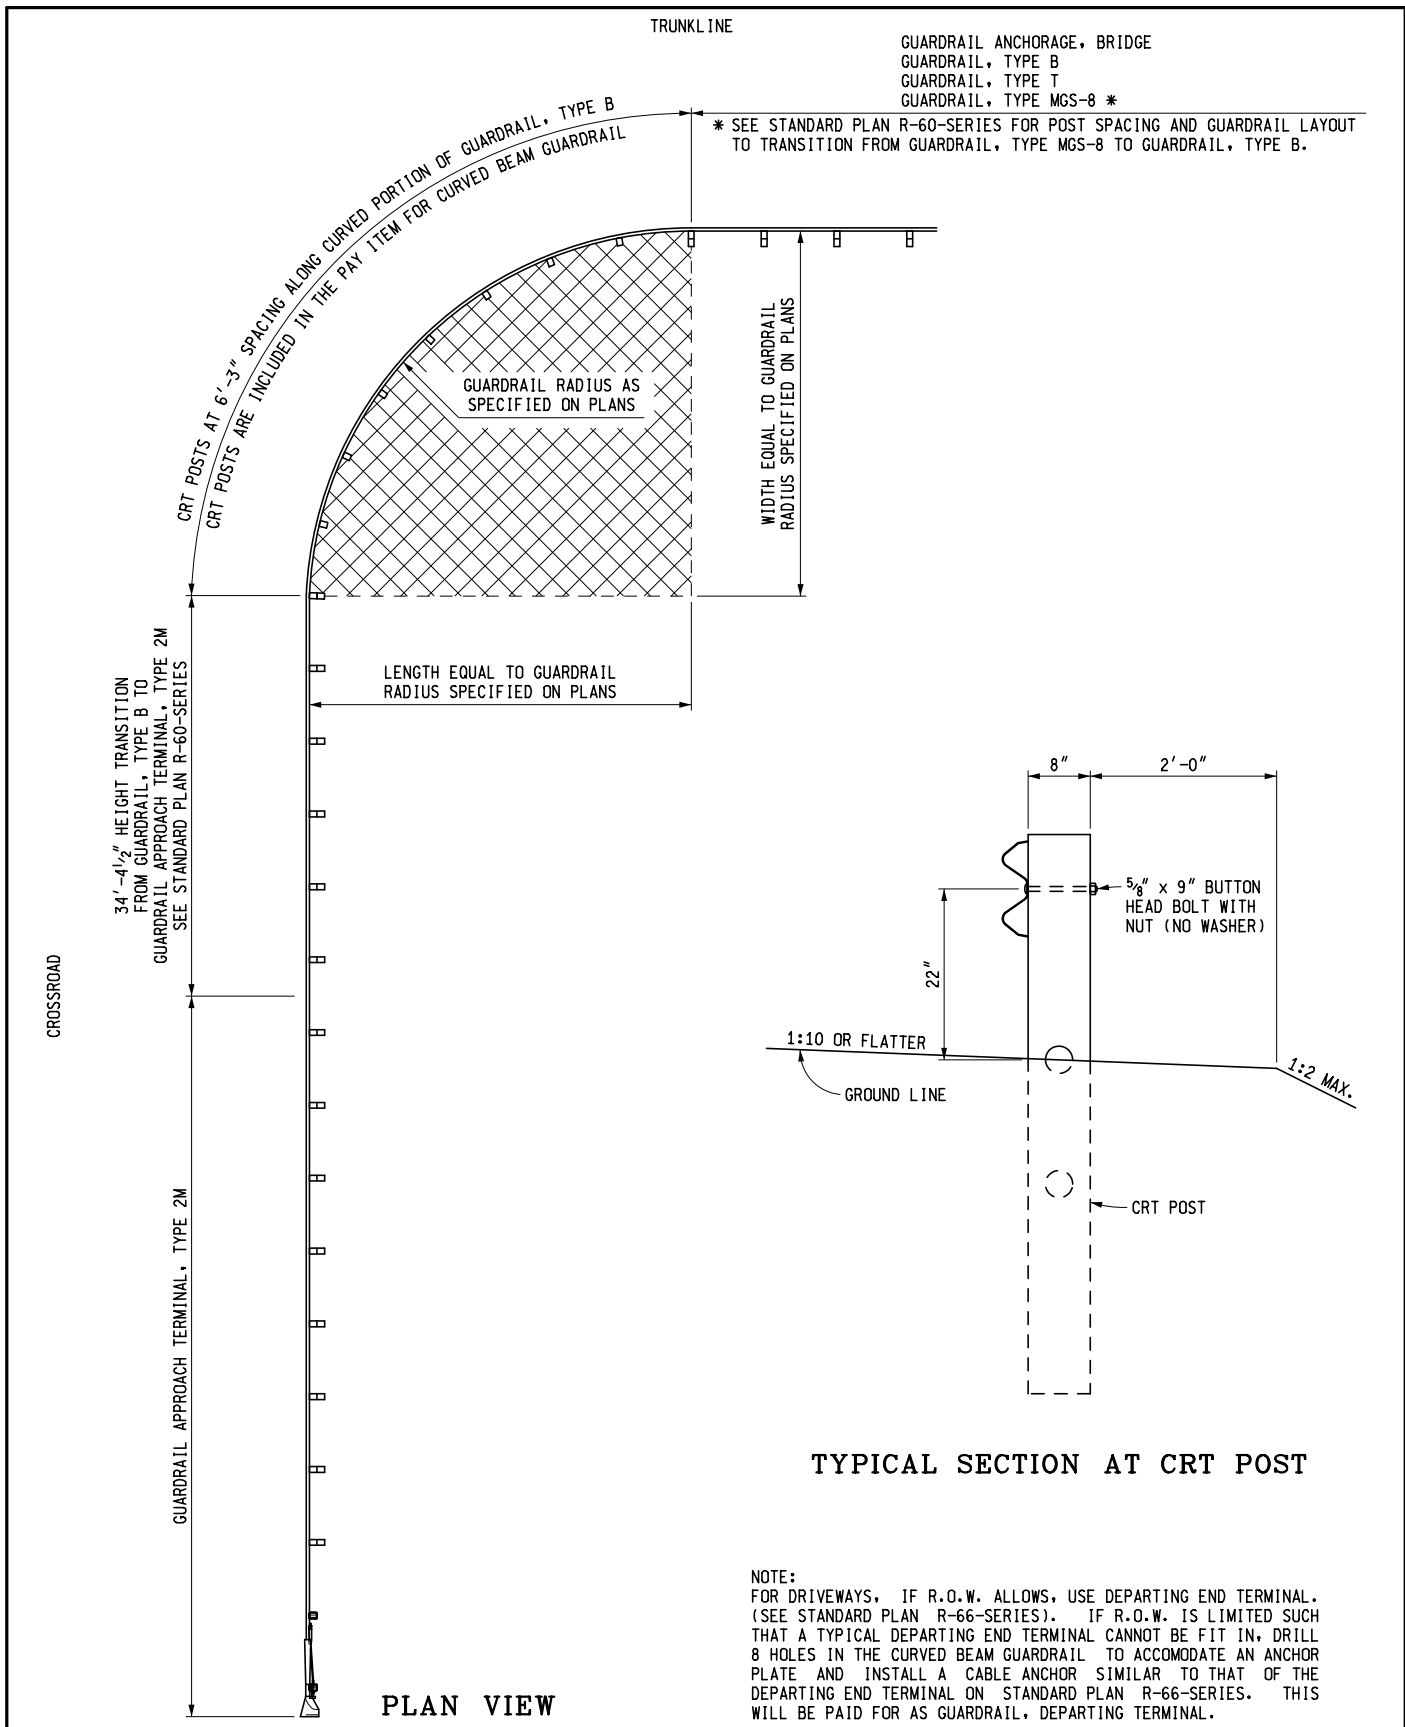 TRUNKLINE
GUARDRAIL ANCHORAGE, BRIDGE
GUARDRAIL, TYPE B
GUARDRAIL, TYPE T
GUARDRAIL, TYPE MGS-8 *
* SEE STANDARD PLAN R-60-SERIES FOR POST SPACING AND GUARDRAIL LAYOUT
TO TRANSITION FROM GUARDRAIL, TYPE MGS-8 TO GUARDRAIL, TYPE B.
CRT POSTS AT 6'-3" SPACING ALONG CURVED PORTION OF GUARDRAIL, TYPE B
CRT POSTS ARE INCLUDED IN THE PAY ITEM FOR CURVED BEAM GUARDRAIL
GUARDRAIL RADIUS AS
SPECIFIED ON PLANS
WIDTH EQUAL TO GUARDRAIL
RADIUS SPECIFIED ON PLANS
LENGTH EQUAL TO GUARDRAIL
RADIUS SPECIFIED ON PLANS
34'-4½" HEIGHT TRANSITION
FROM GUARDRAIL, TYPE B TO
GUARDRAIL APPROACH TERMINAL, TYPE 2M
SEE STANDARD PLAN R-60-SERIES
CROSSROAD
GUARDRAIL APPROACH TERMINAL, TYPE 2M
8"
2'-0"
⅝" x 9" BUTTON
HEAD BOLT WITH
NUT (NO WASHER)
22"
1:10 OR FLATTER
GROUND LINE
1:2 MAX.
CRT POST
TYPICAL SECTION AT CRT POST
NOTE:
FOR DRIVEWAYS, IF R.O.W. ALLOWS, USE DEPARTING END TERMINAL.
(SEE STANDARD PLAN R-66-SERIES). IF R.O.W. IS LIMITED SUCH
THAT A TYPICAL DEPARTING END TERMINAL CANNOT BE FIT IN, DRILL
8 HOLES IN THE CURVED BEAM GUARDRAIL TO ACCOMODATE AN ANCHOR
PLATE AND INSTALL A CABLE ANCHOR SIMILAR TO THAT OF THE
DEPARTING END TERMINAL ON STANDARD PLAN R-66-SERIES. THIS
WILL BE PAID FOR AS GUARDRAIL, DEPARTING TERMINAL.
PLAN VIEW